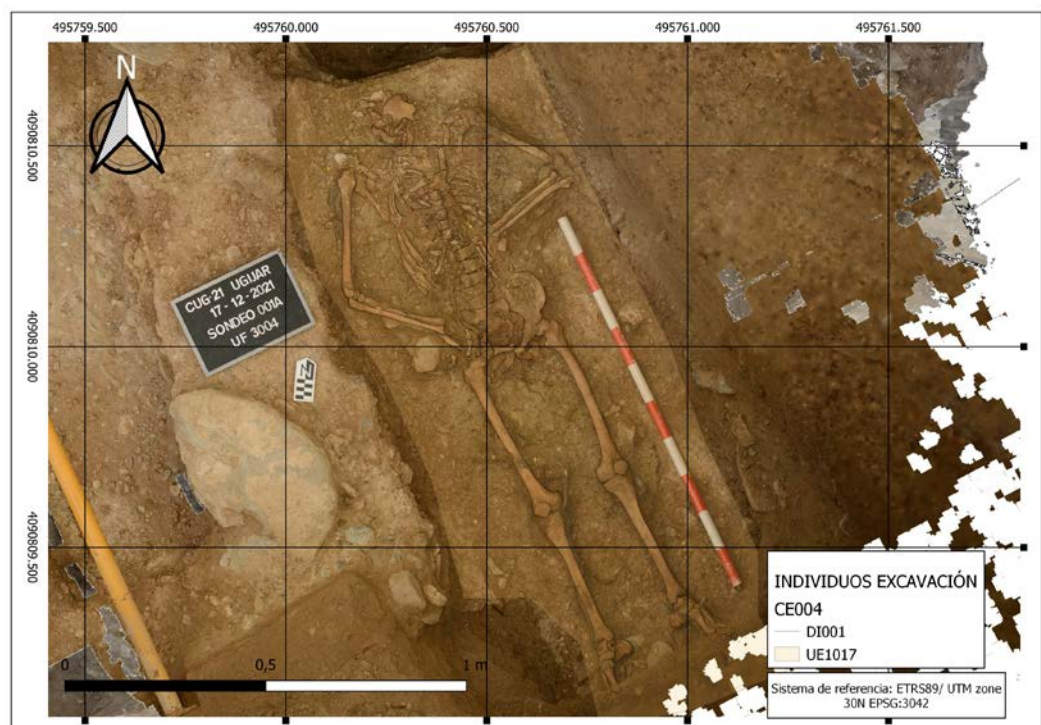 495759.500 495760.000 495760.500 495761.000 495761.500
4090810.500
4090810.000
4090809.500
N
CUG-21 UGIJAR
17-12-2021
SONDEO 001A
UF 3004
0 0,5 1 m
INDIVIDUOS EXCAVACIÓN
CE004
DI001
UE1017
Sistema de referencia: ETRS89/ UTM zone
30N EPSG:3042